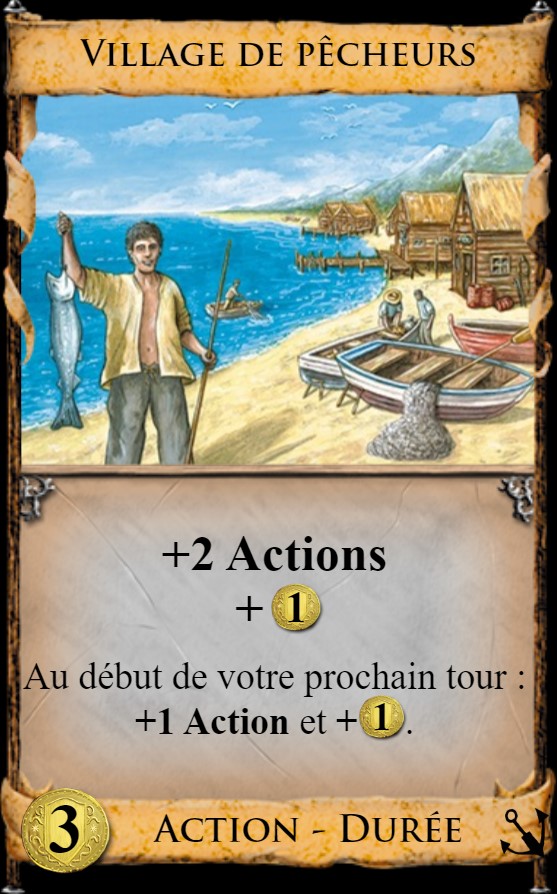 Village de pêcheurs
+2 Actions
+ 1
Au début de votre prochain tour :
+1 Action et +1.
3 Action - Durée